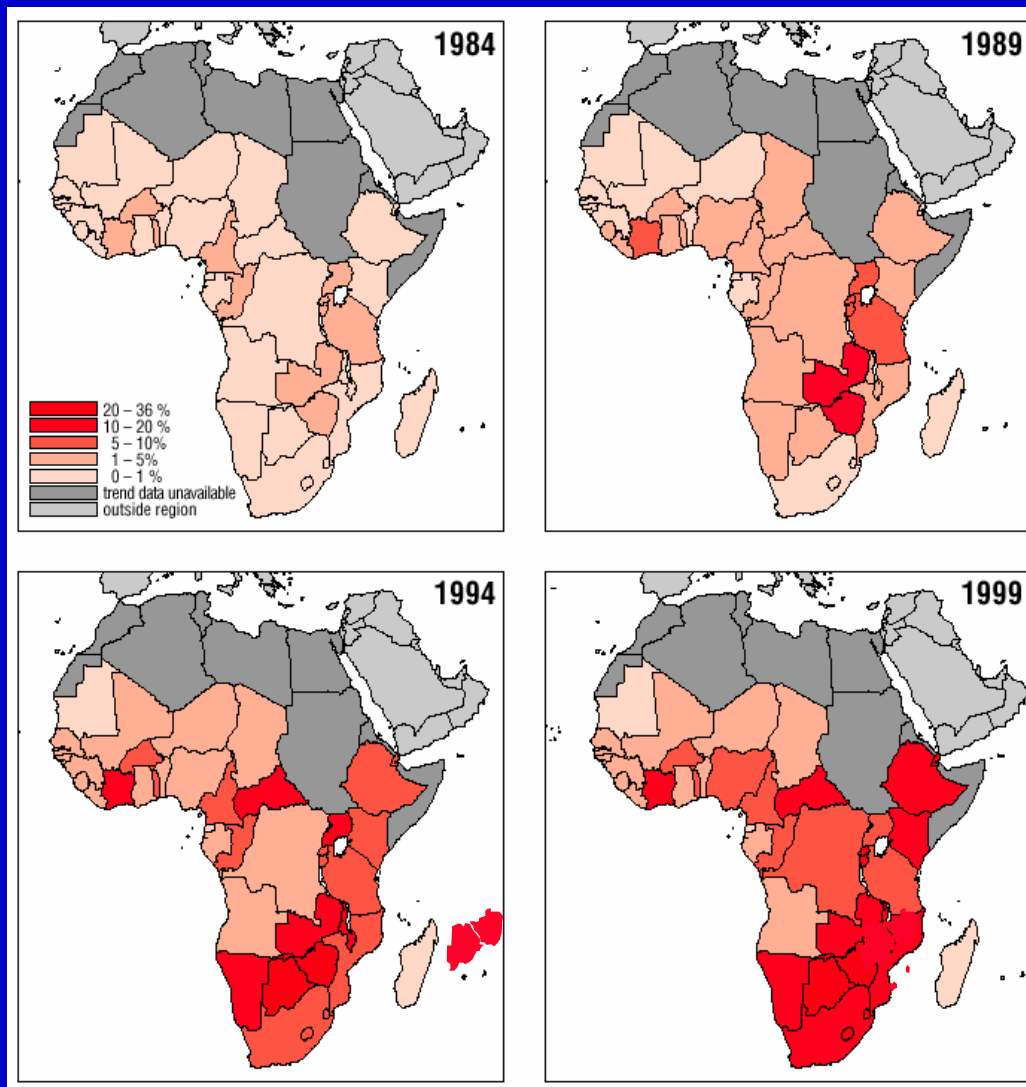 1984
1989
20 – 36 %
10 – 20 %
5 – 10%
1 – 5%
0 – 1 %
trend data unavailable
outside region
1994
1999